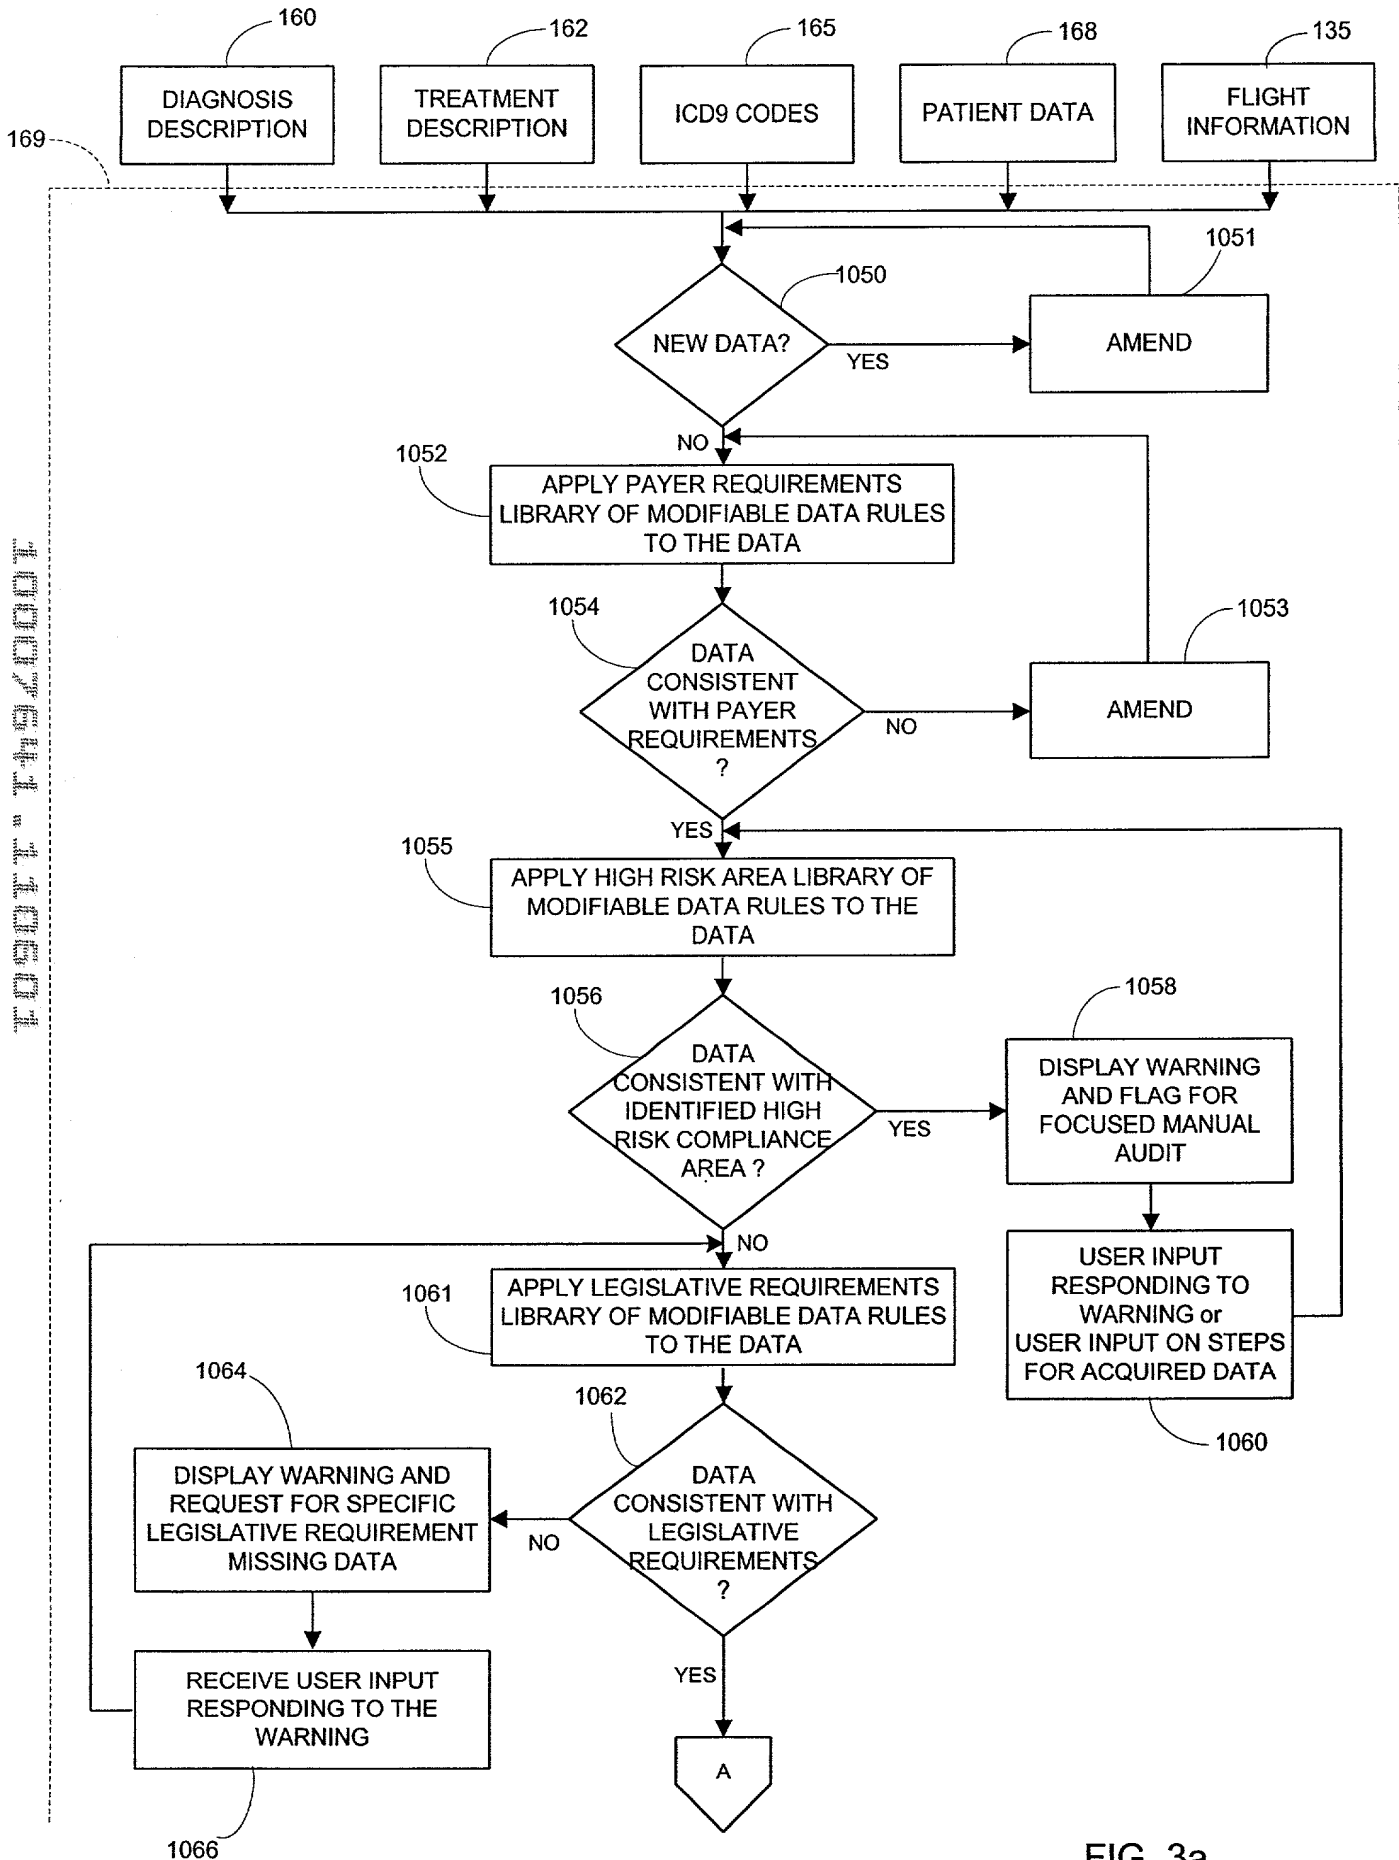 160
162
165
168
135
DIAGNOSIS
DESCRIPTION
TREATMENT
DESCRIPTION
ICD9 CODES
PATIENT DATA
FLIGHT
INFORMATION
169
1051
1050
NEW DATA?
YES
AMEND
NO
1052
APPLY PAYER REQUIREMENTS
LIBRARY OF MODIFIABLE DATA RULES
TO THE DATA
1054
1053
DATA
CONSISTENT
WITH PAYER
REQUIREMENTS
?
NO
AMEND
YES
1055
APPLY HIGH RISK AREA LIBRARY OF
MODIFIABLE DATA RULES TO THE
DATA
1056
1058
DATA
CONSISTENT WITH
IDENTIFIED HIGH
RISK COMPLIANCE
AREA ?
YES
DISPLAY WARNING
AND FLAG FOR
FOCUSED MANUAL
AUDIT
NO
USER INPUT
RESPONDING TO
WARNING or
USER INPUT ON STEPS
FOR ACQUIRED DATA
1060
1061
APPLY LEGISLATIVE REQUIREMENTS
LIBRARY OF MODIFIABLE DATA RULES
TO THE DATA
1064
1062
DATA
CONSISTENT WITH
LEGISLATIVE
REQUIREMENTS
?
NO
DISPLAY WARNING AND
REQUEST FOR SPECIFIC
LEGISLATIVE REQUIREMENT
MISSING DATA
YES
RECEIVE USER INPUT
RESPONDING TO THE
WARNING
A
1066
FIG. 3a
10007641.110601